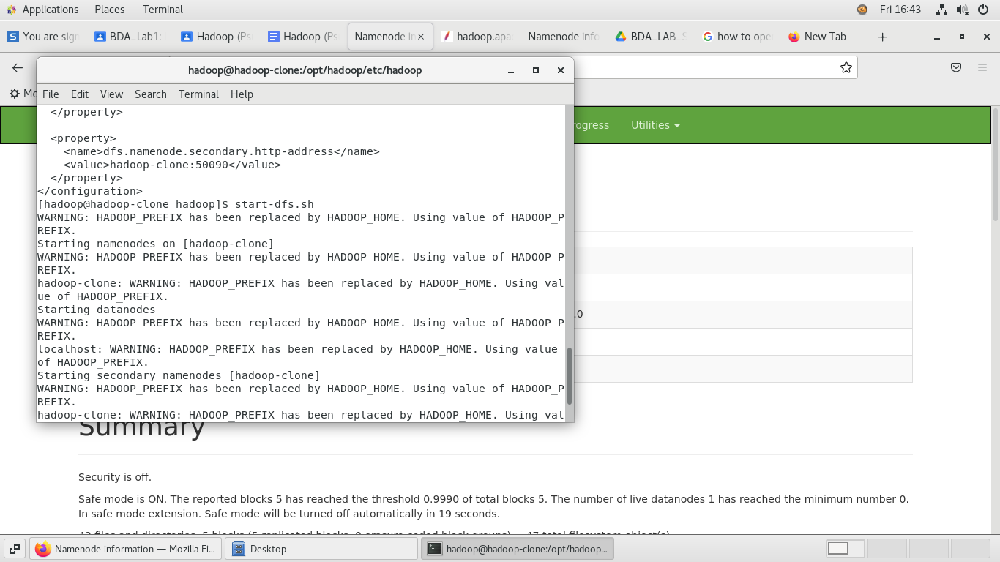 Applications Places Terminal Fri 16:43
You are sign BDA_Lab1: Hadoop (Ps Hadoop (Ps Namenode in hadoop.apa Namenode info BDA_LAB_S how to ope New Tab
hadoop@hadoop-clone:/opt/hadoop/etc/hadoop
File Edit View Search Terminal Help
</property>
<property>
<name>dfs.namenode.secondary.http-address</name>
<value>hadoop-clone:50090</value>
</property>
</configuration>
[hadoop@hadoop-clone hadoop]$ start-dfs.sh
WARNING: HADOOP_PREFIX has been replaced by HADOOP_HOME. Using value of HADOOP_P
REFIX.
Starting namenodes on [hadoop-clone]
WARNING: HADOOP_PREFIX has been replaced by HADOOP_HOME. Using value of HADOOP_P
REFIX.
hadoop-clone: WARNING: HADOOP_PREFIX has been replaced by HADOOP_HOME. Using val
ue of HADOOP_PREFIX.
Starting datanodes
WARNING: HADOOP_PREFIX has been replaced by HADOOP_HOME. Using value of HADOOP_P
REFIX.
localhost: WARNING: HADOOP_PREFIX has been replaced by HADOOP_HOME. Using value
of HADOOP_PREFIX.
Starting secondary namenodes [hadoop-clone]
WARNING: HADOOP_PREFIX has been replaced by HADOOP_HOME. Using value of HADOOP_P
REFIX.
hadoop-clone: WARNING: HADOOP_PREFIX has been replaced by HADOOP_HOME. Using val
Mo
rogress Utilities
.0
Summary
Security is off.
Safe mode is ON. The reported blocks 5 has reached the threshold 0.9990 of total blocks 5. The number of live datanodes 1 has reached the minimum number 0.
In safe mode extension. Safe mode will be turned off automatically in 19 seconds.
Namenode information — Mozilla Fi... Desktop hadoop@hadoop-clone:/opt/hadoop...